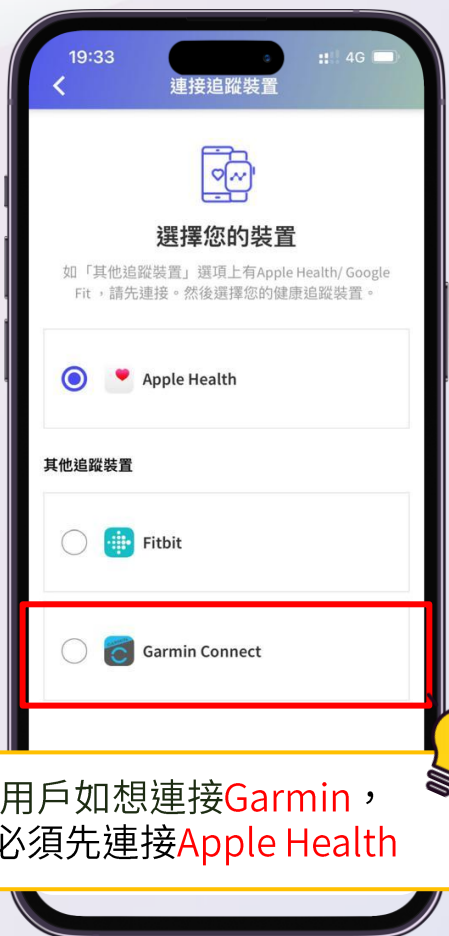 19:33
4G
連接追蹤裝置
選擇您的裝置
如「其他追蹤裝置」選項上有Apple Health/ Google
Fit ，請先連接。然後選擇您的健康追蹤裝置。
Apple Health
其他追蹤裝置
Fitbit
Garmin Connect
用戶如想連接Garmin，
必須先連接Apple Health